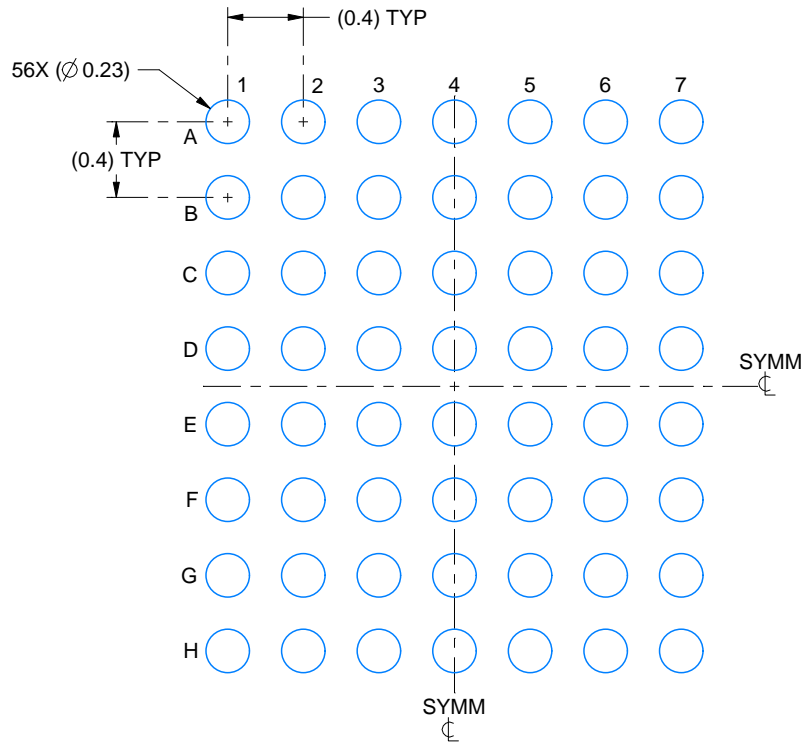 (0.4) TYP
56X (∅ 0.23)
1 2 3 4 5 6 7
A
(0.4) TYP
B
C
D
SYMM
℄
E
F
G
H
SYMM
℄